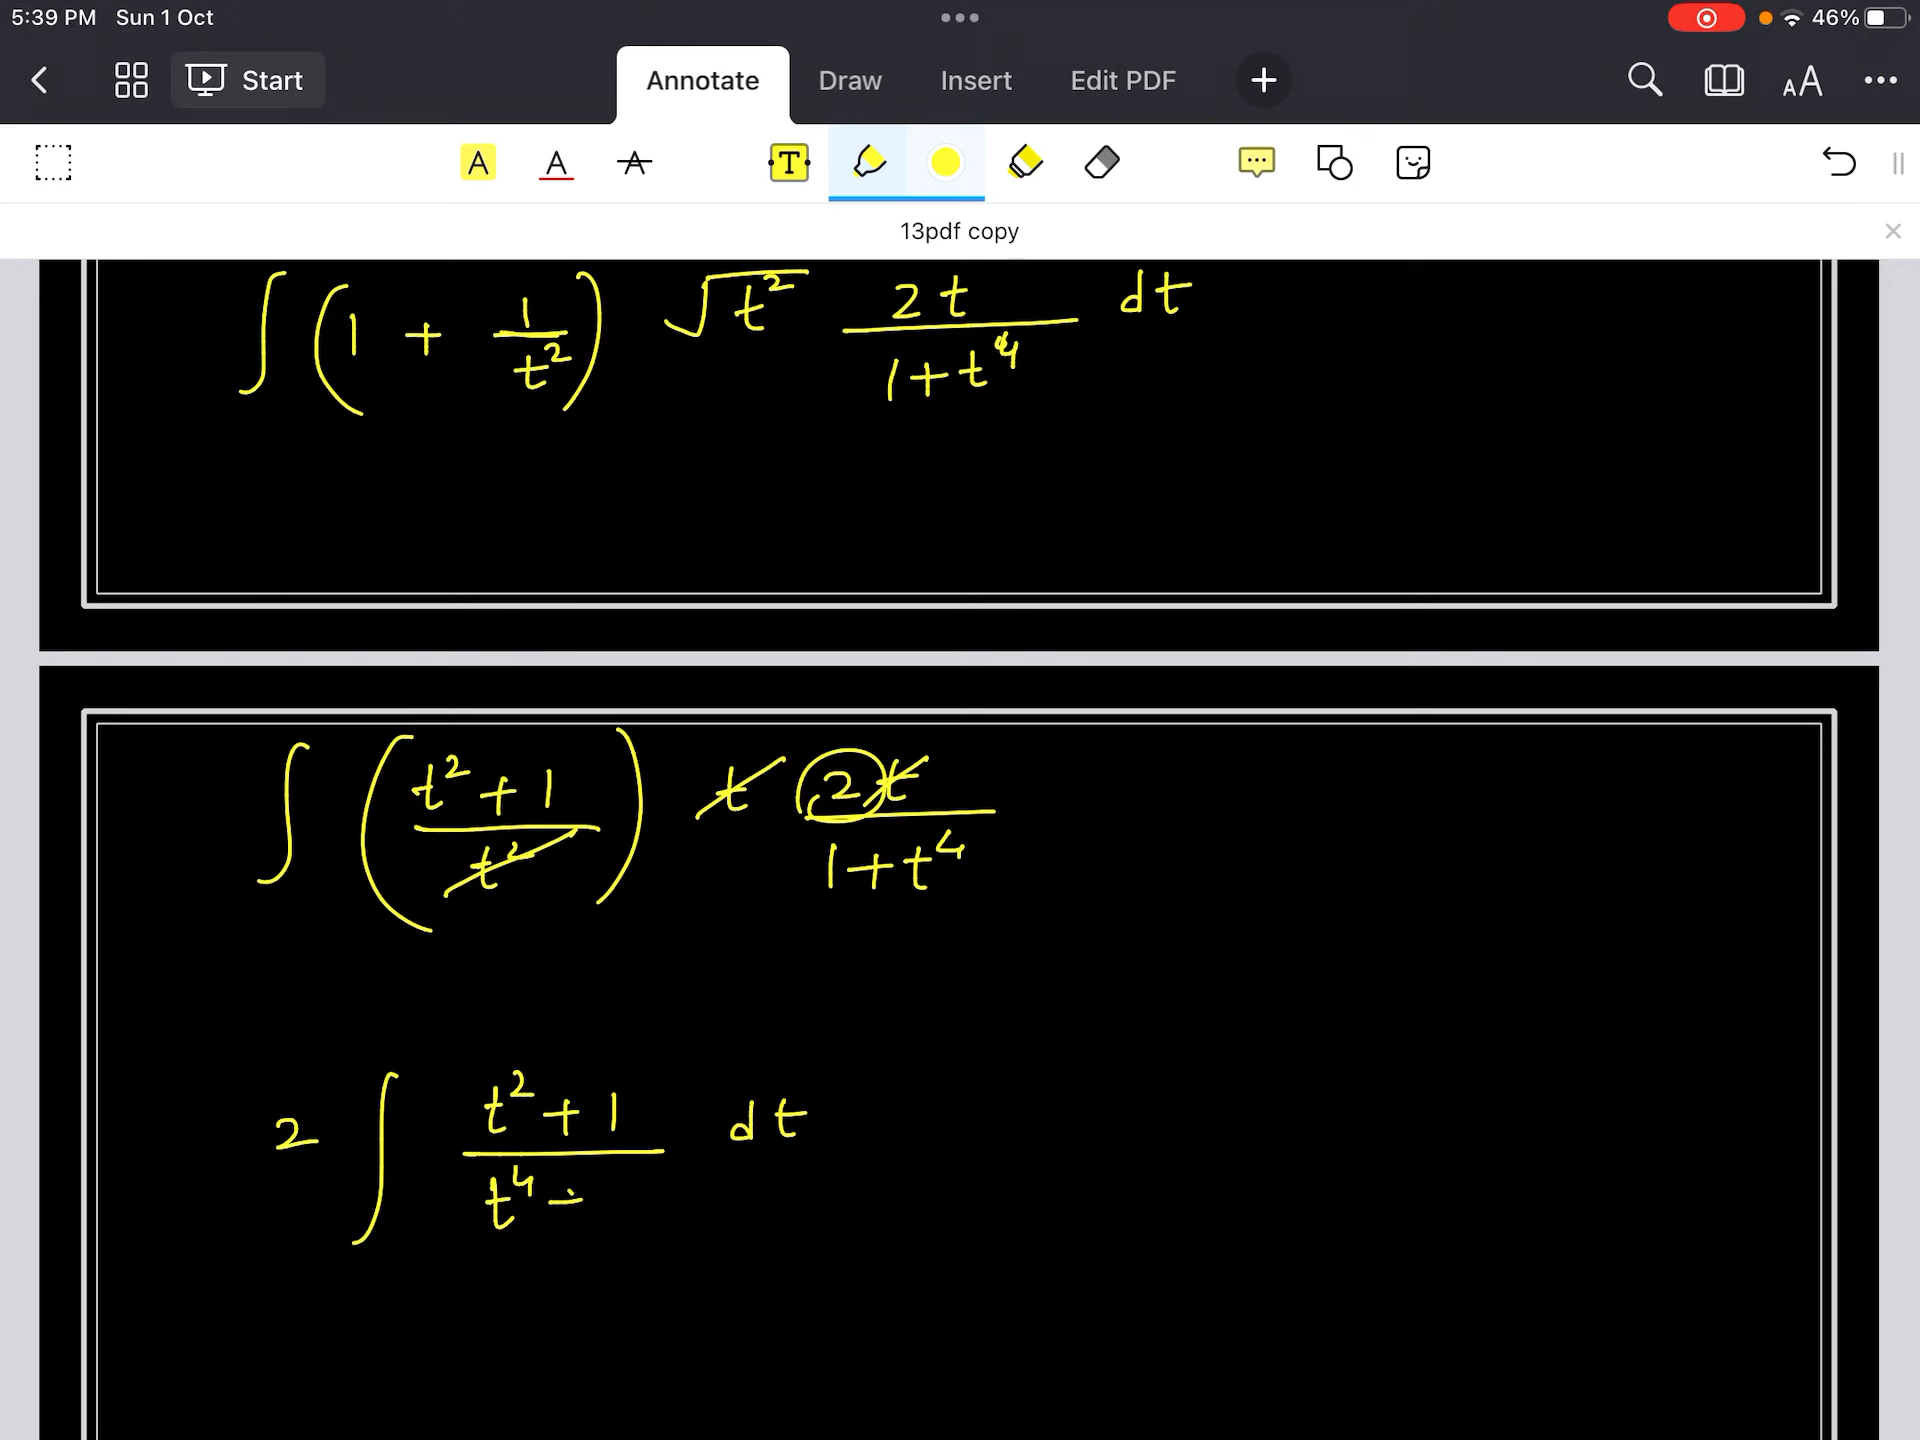 5:39 PM Sun 1 Oct
46%
Start
Annotate Draw Insert Edit PDF
AA
A A A T
13pdf copy
∫ (1 + 1/t²) √t² 2t/(1+t⁴) dt
∫ ((t²+1)/t²) t 2t/(1+t⁴)
2 ∫ (t²+1)/(t⁴ ÷ dt